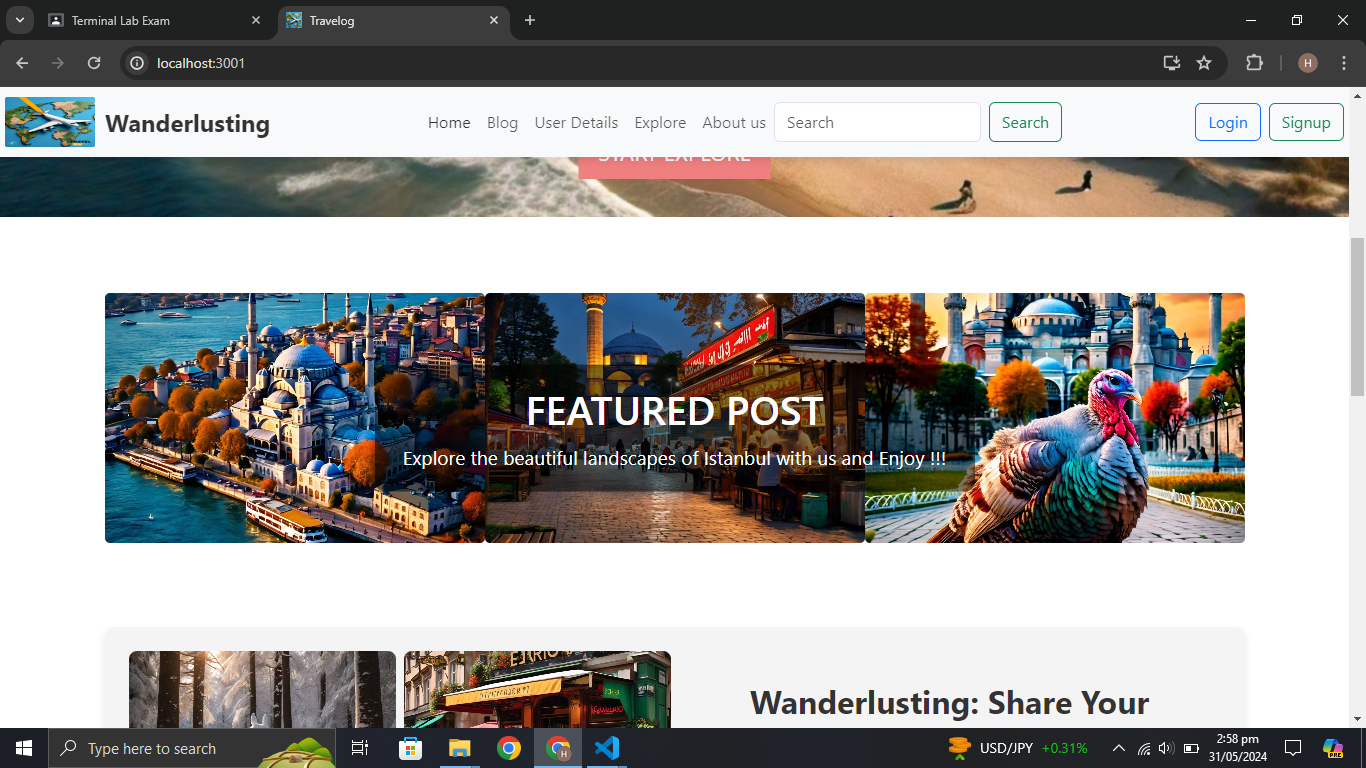 Terminal Lab Exam
Travelog
localhost:3001
H
Wanderlusting
Home Blog User Details Explore About us Search Search Login Signup
START EXPLORE
FEATURED POST
Explore the beautiful landscapes of Istanbul with us and Enjoy !!!
Wanderlusting: Share Your
Type here to search
H
USD/JPY +0.31%
2:58 pm
31/05/2024
PRE